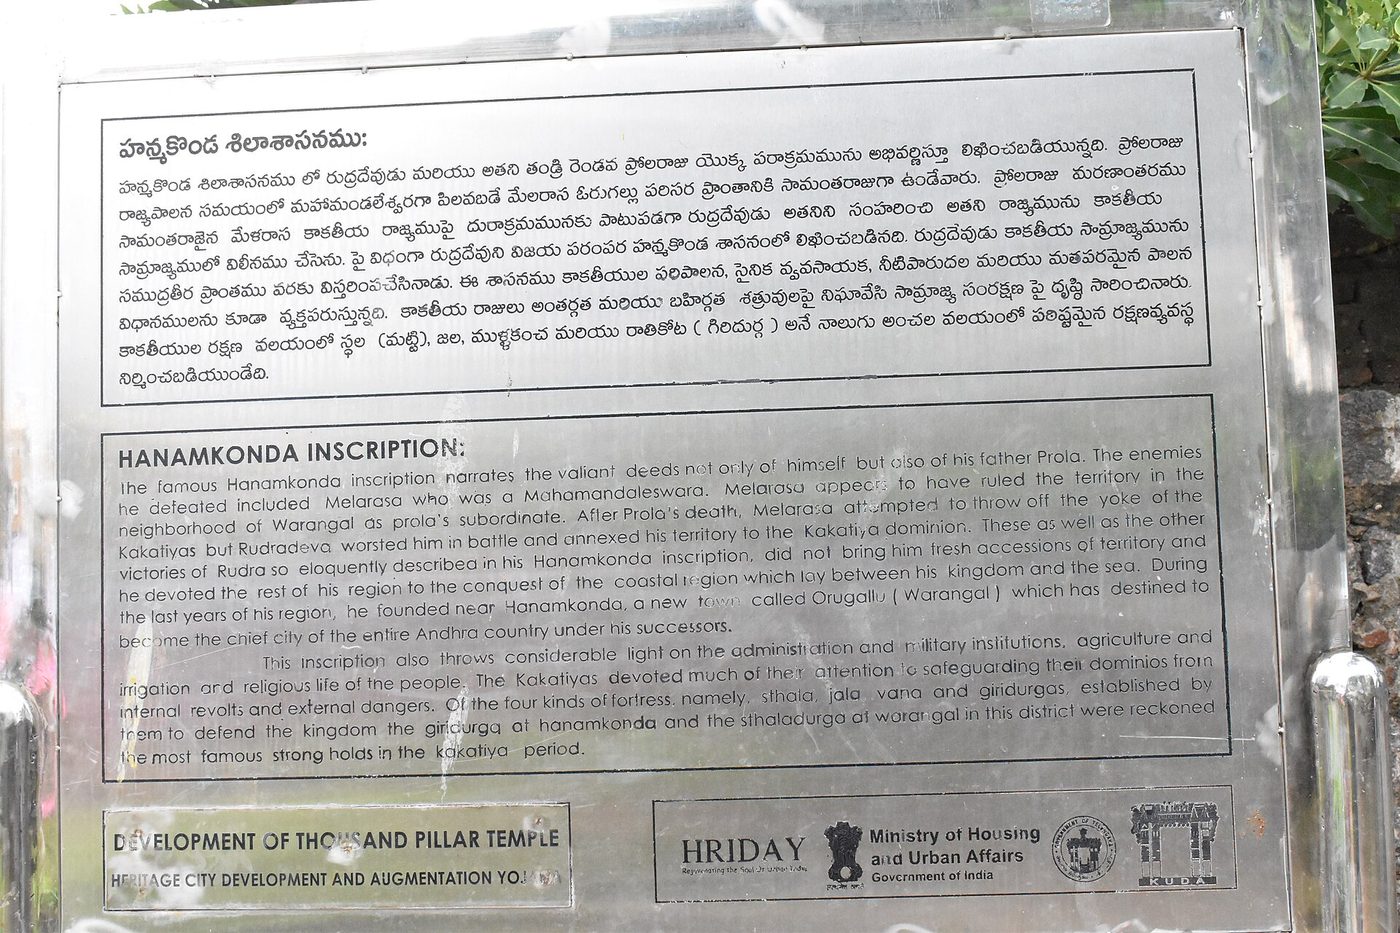 హన్మకొండ శిలాశాసనము:
హన్మకొండ శిలాశాసనము లో రుద్రదేవుడు మరియు అతని తండ్రి రెండవ ప్రోలరాజు యొక్క పరాక్రమమును అభివర్ణిస్తూ లిఖించబడియున్నది. ప్రోలరాజు
రాజ్యపాలన సమయంలో మహామండలేశ్వరగా పిలవబడే మేలరాస ఓరుగల్లు పరిసర ప్రాంతానికి సామంతరాజుగా ఉండేవారు. ప్రోలరాజు మరణాంతరము
సామంతరాజైన మేళరాస కాకతీయ రాజ్యముపై దురాక్రమమునకు పాటుపడగా రుద్రదేవుడు అతనిని సంహరించి అతని రాజ్యమును కాకతీయ
సామ్రాజ్యములో విలీనము చేసెను. పై విధంగా రుద్రదేవుని విజయ పరంపర హన్మకొండ శాసనంలో లిఖించబడినది. రుద్రదేవుడు కాకతీయ సామ్రాజ్యమును
సముద్రతీర ప్రాంతము వరకు విస్తరింపచేసినాడు. ఈ శాసనము కాకతీయుల పరిపాలన, సైనిక వ్యవసాయక, నీటిపారుదల మరియు మతపరమైన పాలన
విధానములను కూడా వ్యక్తపరుస్తున్నది. కాకతీయ రాజులు అంతర్గత మరియు బహిర్గత శత్రువులపై నిఘావేసి సామ్రాజ్య సంరక్షణ పై దృష్ఠి సారించినారు.
కాకతీయుల రక్షణ వలయంలో స్థల (మట్టి), జల, ముళ్ళకంచ మరియు రాతికోట ( గిరిదుర్గ ) అనే నాలుగు అంచల వలయంలో పఠిష్టమైన రక్షణవ్యవస్థ
నిర్మించబడియుండేది.
HANAMKONDA INSCRIPTION:
The famous Hanamkonda inscription narrates the valiant deeds not only of himself but also of his father Prola. The enemies
he defeated included Melarasa who was a Mahamandaleswara. Melarasa appears to have ruled the territory in the
neighborhood of Warangal as prola's subordinate. After Prola's death, Melarasa attempted to throw off the yoke of the
Kakatiyas but Rudradeva worsted him in battle and annexed his territory to the Kakatiya dominion. These as well as the other
victories of Rudra so eloquently described in his Hanamkonda inscription, did not bring him fresh accessions of territory and
he devoted the rest of his region to the conquest of the coastal region which lay between his kingdom and the sea. During
the last years of his region, he founded near Hanamkonda, a new town called Orugallu ( Warangal ) which has destined to
become the chief city of the entire Andhra country under his successors.
This inscription also throws considerable light on the administration and military institutions, agriculture and
irrigation and religious life of the people. The Kakatiyas devoted much of their attention to safeguarding their dominios from
internal revolts and external dangers. Of the four kinds of fortress, namely, sthala, jala, vana and giridurgas, established by
them to defend the kingdom the giridurga at hanamkonda and the sthaladurga at warangal in this district were reckoned
the most famous strong holds in the kakatiya period.
DEVELOPMENT OF THOUSAND PILLAR TEMPLE
HERITAGE CITY DEVELOPMENT AND AUGMENTATION YOJANA
HRIDAY
Rejuvenating the Soul of Urban India
Ministry of Housing
and Urban Affairs
Government of India
KUDA